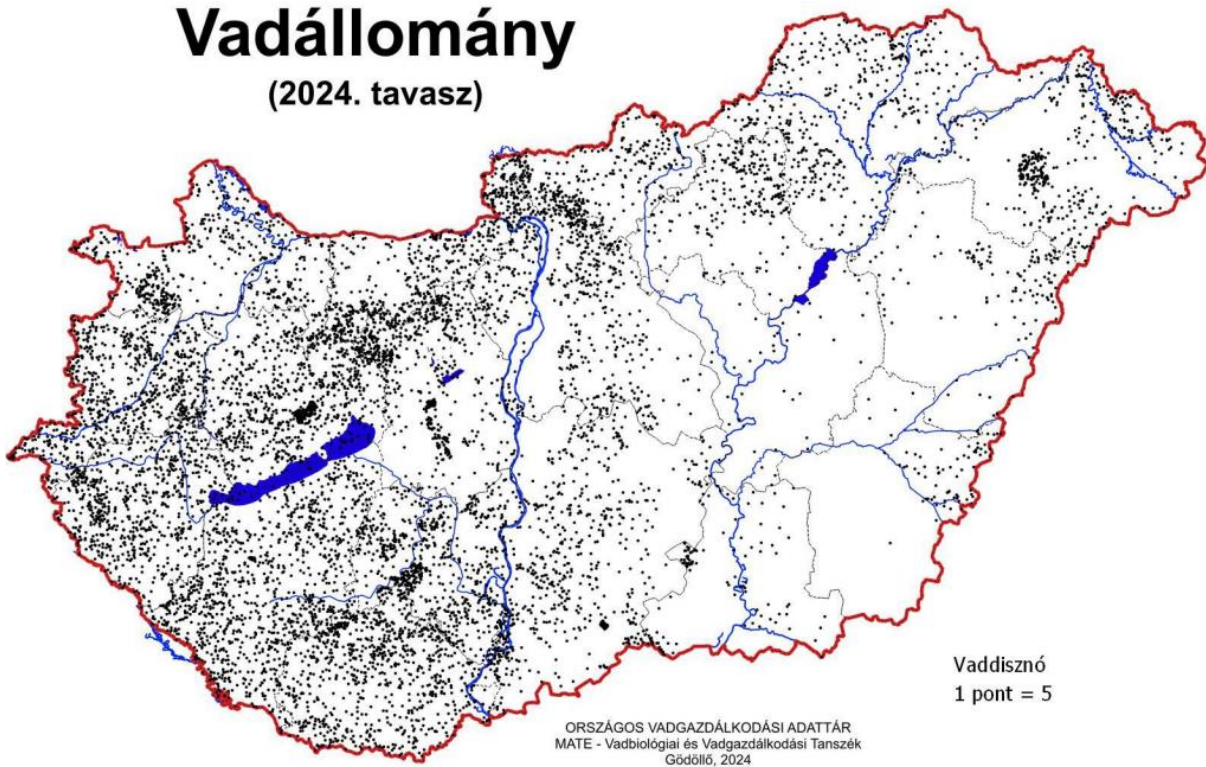 Vadállomány
(2024. tavasz)
Vaddisznó
1 pont = 5
ORSZÁGOS VADGAZDÁLKODÁSI ADATTÁR
MATE - Vadbiológiai és Vadgazdálkodási Tanszék
Gödöllő, 2024